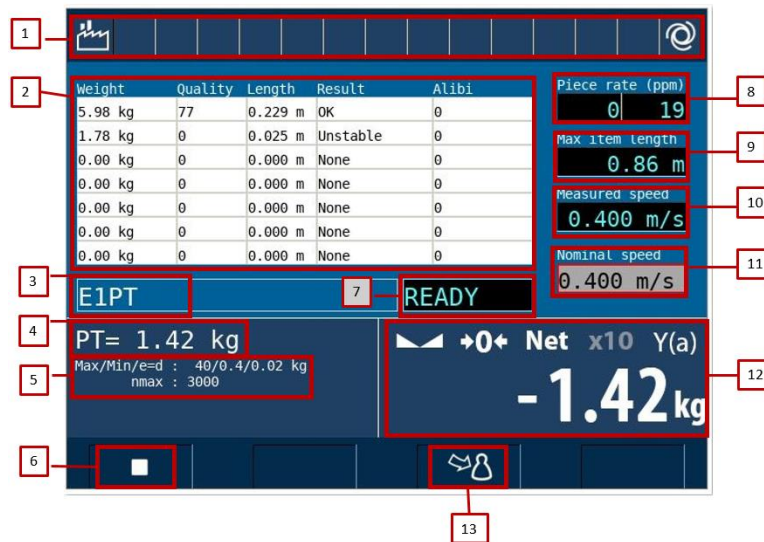 1
2
Weight Quality Length Result Alibi
5.98 kg 77 0.229 m OK 0
1.78 kg 0 0.025 m Unstable 0
0.00 kg 0 0.000 m None 0
0.00 kg 0 0.000 m None 0
0.00 kg 0 0.000 m None 0
0.00 kg 0 0.000 m None 0
0.00 kg 0 0.000 m None 0
Piece rate (ppm)
0 19
8
Max item length
0.86 m
9
Measured speed
0.400 m/s
10
Nominal speed
0.400 m/s
11
3
E1PT
7
READY
4
PT= 1.42 kg
5
Max/Min/e=d : 40/0.4/0.02 kg
nmax : 3000
→0← Net x10 Y(a)
-1.42 kg
12
6
13